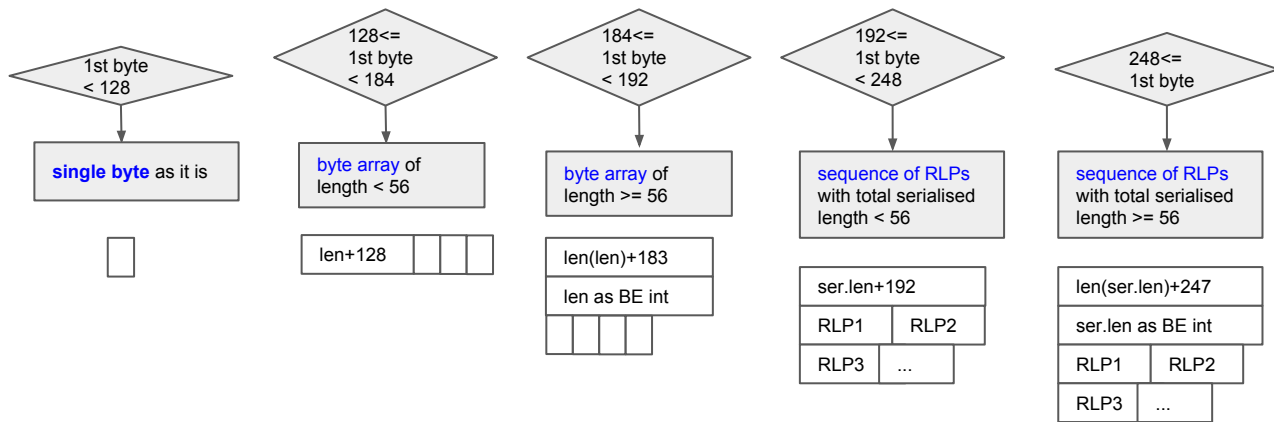 1st byte
< 128
single byte as it is
128<=
1st byte
< 184
byte array of
length < 56
len+128
184<=
1st byte
< 192
byte array of
length >= 56
len(len)+183
len as BE int
192<=
1st byte
< 248
sequence of RLPs
with total serialised
length < 56
ser.len+192
RLP1 RLP2
RLP3 ...
248<=
1st byte
sequence of RLPs
with total serialised
length >= 56
len(ser.len)+247
ser.len as BE int
RLP1 RLP2
RLP3 ...